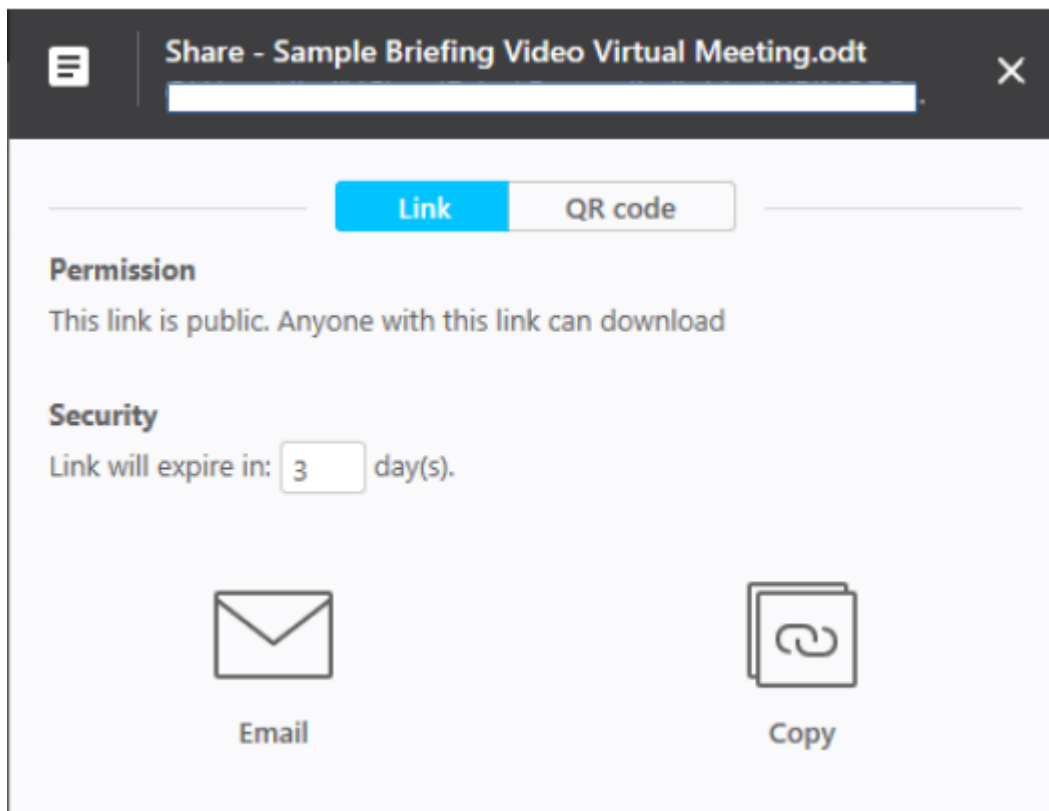 Share - Sample Briefing Video Virtual Meeting.odt
Link
QR code
Permission
This link is public. Anyone with this link can download
Security
Link will expire in: 3 day(s).
Email
Copy